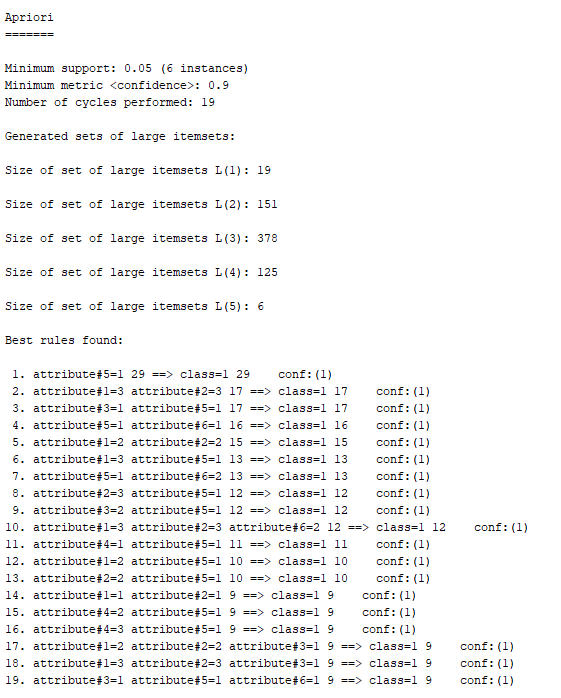 Apriori
=======
Minimum support: 0.05 (6 instances)
Minimum metric <confidence>: 0.9
Number of cycles performed: 19
Generated sets of large itemsets:
Size of set of large itemsets L(1): 19
Size of set of large itemsets L(2): 151
Size of set of large itemsets L(3): 378
Size of set of large itemsets L(4): 125
Size of set of large itemsets L(5): 6
Best rules found:
1. attribute#5=1 29 ==> class=1 29 conf:(1)
2. attribute#1=3 attribute#2=3 17 ==> class=1 17 conf:(1)
3. attribute#3=1 attribute#5=1 17 ==> class=1 17 conf:(1)
4. attribute#5=1 attribute#6=1 16 ==> class=1 16 conf:(1)
5. attribute#1=2 attribute#2=2 15 ==> class=1 15 conf:(1)
6. attribute#1=3 attribute#5=1 13 ==> class=1 13 conf:(1)
7. attribute#5=1 attribute#6=2 13 ==> class=1 13 conf:(1)
8. attribute#2=3 attribute#5=1 12 ==> class=1 12 conf:(1)
9. attribute#3=2 attribute#5=1 12 ==> class=1 12 conf:(1)
10. attribute#1=3 attribute#2=3 attribute#6=2 12 ==> class=1 12 conf:(1)
11. attribute#4=1 attribute#5=1 11 ==> class=1 11 conf:(1)
12. attribute#1=2 attribute#5=1 10 ==> class=1 10 conf:(1)
13. attribute#2=2 attribute#5=1 10 ==> class=1 10 conf:(1)
14. attribute#1=1 attribute#2=1 9 ==> class=1 9 conf:(1)
15. attribute#4=2 attribute#5=1 9 ==> class=1 9 conf:(1)
16. attribute#4=3 attribute#5=1 9 ==> class=1 9 conf:(1)
17. attribute#1=2 attribute#2=2 attribute#3=1 9 ==> class=1 9 conf:(1)
18. attribute#1=3 attribute#2=3 attribute#3=1 9 ==> class=1 9 conf:(1)
19. attribute#3=1 attribute#5=1 attribute#6=1 9 ==> class=1 9 conf:(1)